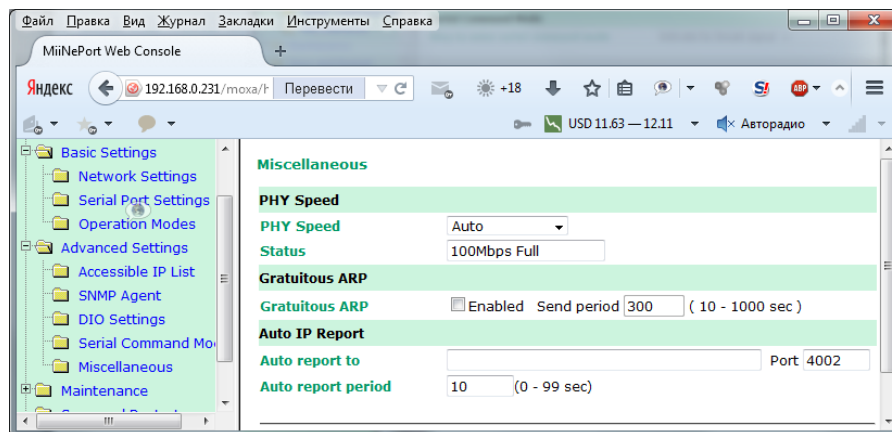 Файл Правка Вид Журнал Закладки Инструменты Справка
MiiNePort Web Console +
Яндекс 192.168.0.231/moxa/ Перевести +18 S! ABP
USD 11.63 — 12.11 Авторадио
Basic Settings
Network Settings
Serial Port Settings
Operation Modes
Advanced Settings
Accessible IP List
SNMP Agent
DIO Settings
Serial Command Mo
Miscellaneous
Maintenance
Miscellaneous
PHY Speed
PHY Speed Auto
Status 100Mbps Full
Gratuitous ARP
Gratuitous ARP Enabled Send period 300 ( 10 - 1000 sec )
Auto IP Report
Auto report to Port 4002
Auto report period 10 (0 - 99 sec)